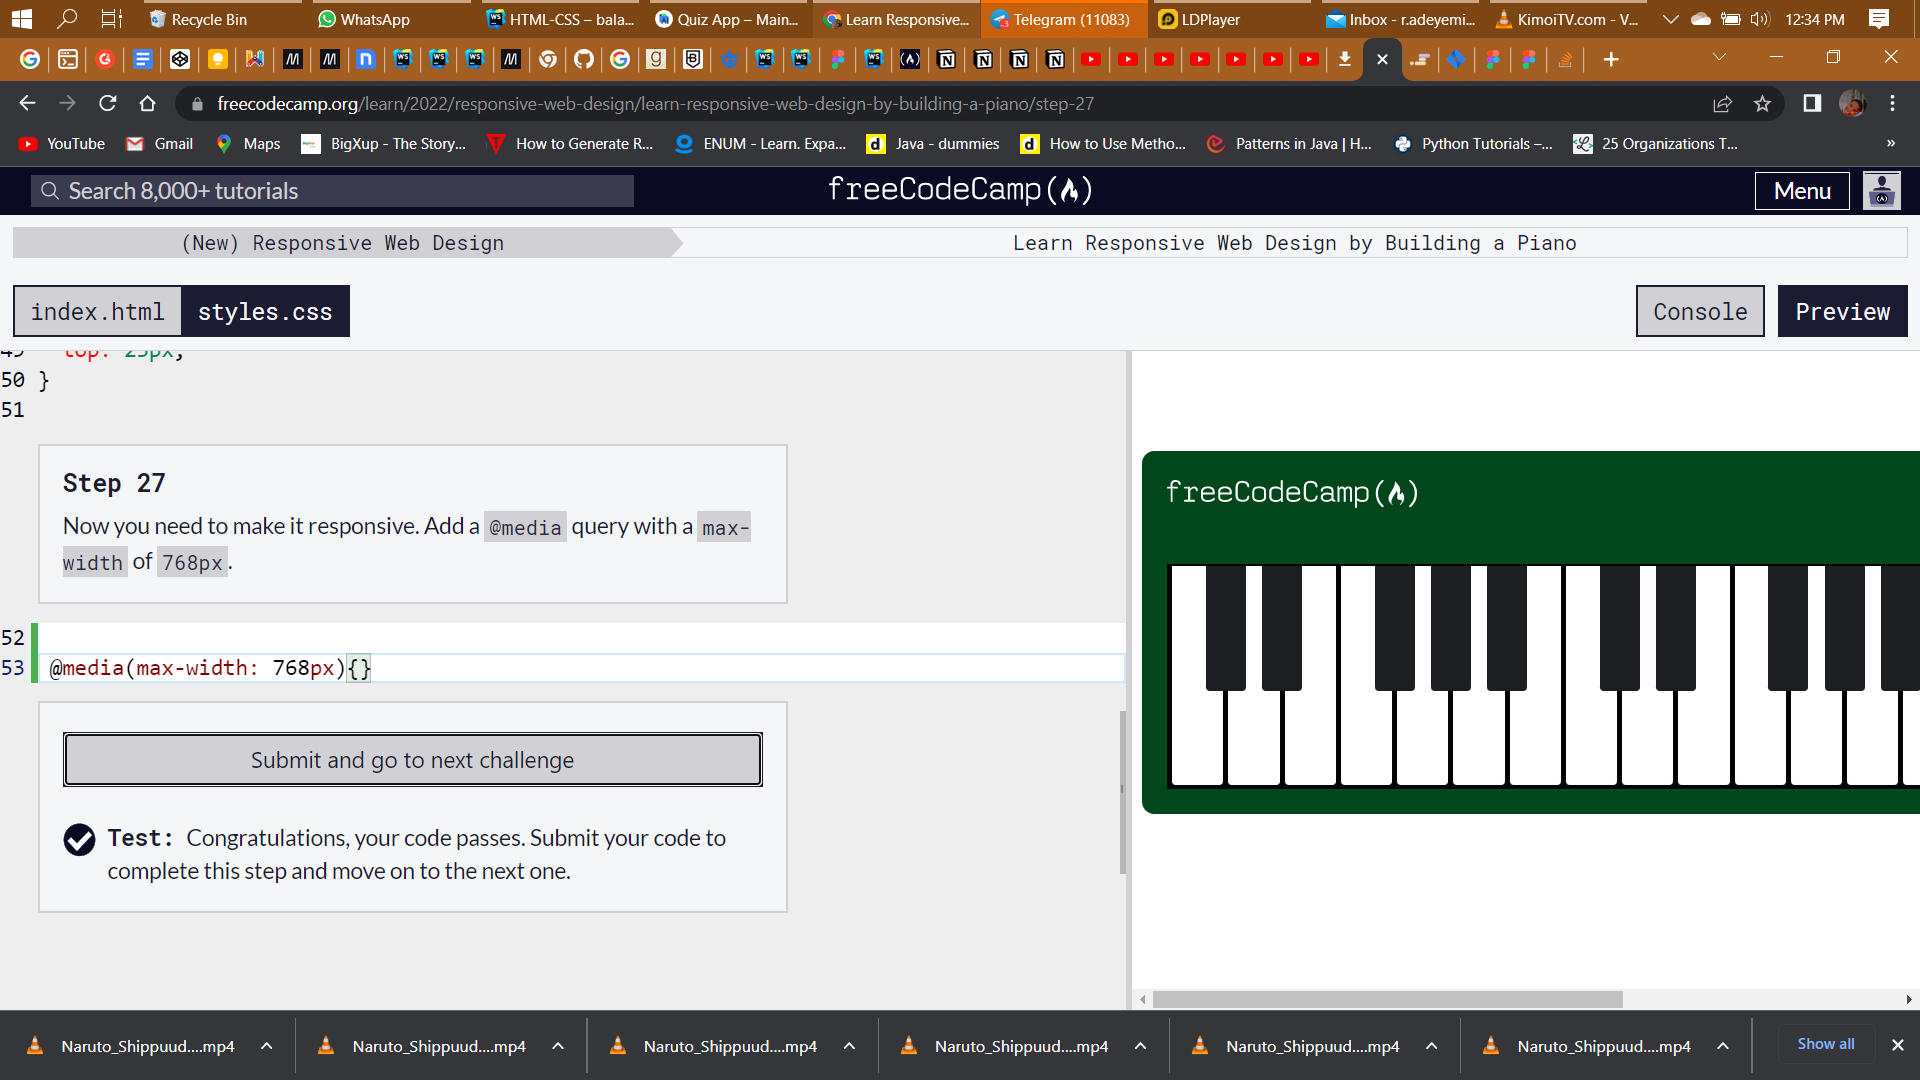 Recycle Bin
WhatsApp
HTML-CSS – bala...
Quiz App – Main...
Learn Responsive...
Telegram (11083)
LDPlayer
Inbox - r.adeyemi...
KimoiTV.com - V...
12:34 PM
freecodecamp.org/learn/2022/responsive-web-design/learn-responsive-web-design-by-building-a-piano/step-27
YouTube
Gmail
Maps
BigXup - The Story...
How to Generate R...
ENUM - Learn. Expa...
Java - dummies
How to Use Metho...
Patterns in Java | H...
Python Tutorials –...
25 Organizations T...
»
Search 8,000+ tutorials
freeCodeCamp
Menu
(New) Responsive Web Design
Learn Responsive Web Design by Building a Piano
index.html
styles.css
Console
Preview
49 top: 25px;
50 }
51
Step 27
Now you need to make it responsive. Add a @media query with a max-
width of 768px.
52
53 @media(max-width: 768px){}
Submit and go to next challenge
Test: Congratulations, your code passes. Submit your code to
complete this step and move on to the next one.
freeCodeCamp
Naruto_Shippuud....mp4
Naruto_Shippuud....mp4
Naruto_Shippuud....mp4
Naruto_Shippuud....mp4
Naruto_Shippuud....mp4
Naruto_Shippuud....mp4
Show all